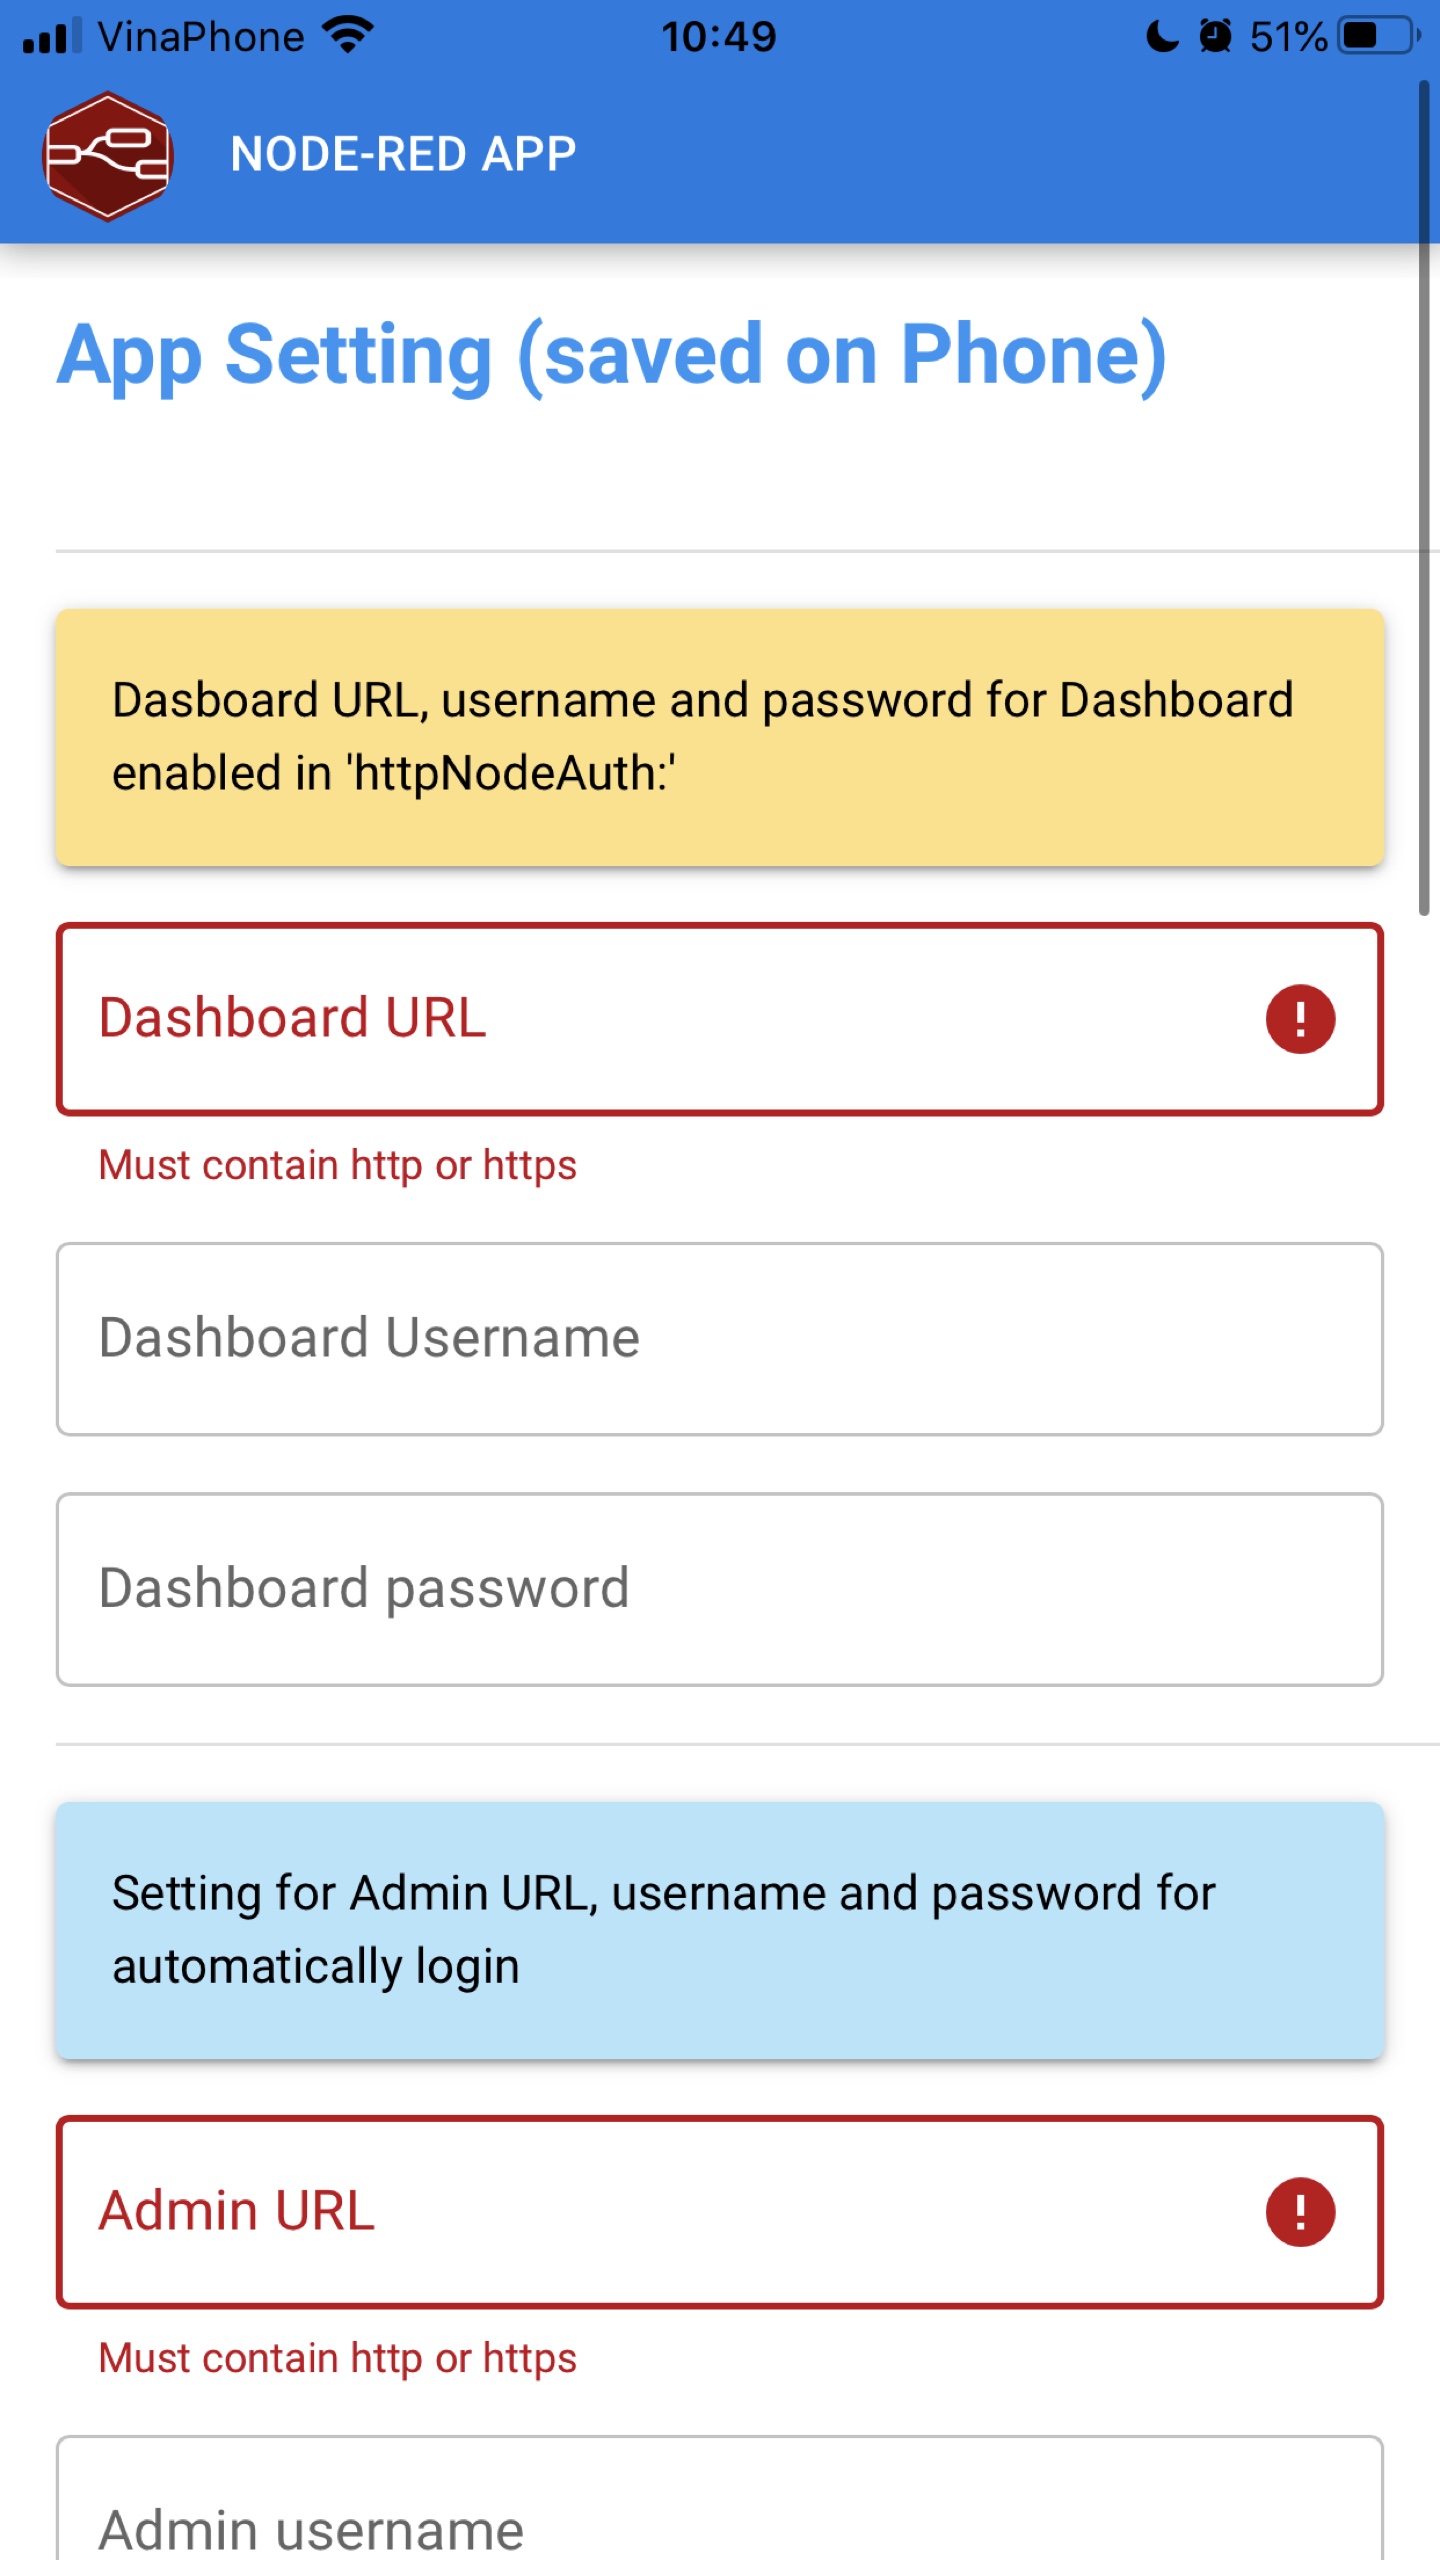 VinaPhone 10:49 51%
NODE-RED APP
App Setting (saved on Phone)
Dasboard URL, username and password for Dashboard
enabled in 'httpNodeAuth:'
Dashboard URL
Must contain http or https
Dashboard Username
Dashboard password
Setting for Admin URL, username and password for
automatically login
Admin URL
Must contain http or https
Admin username